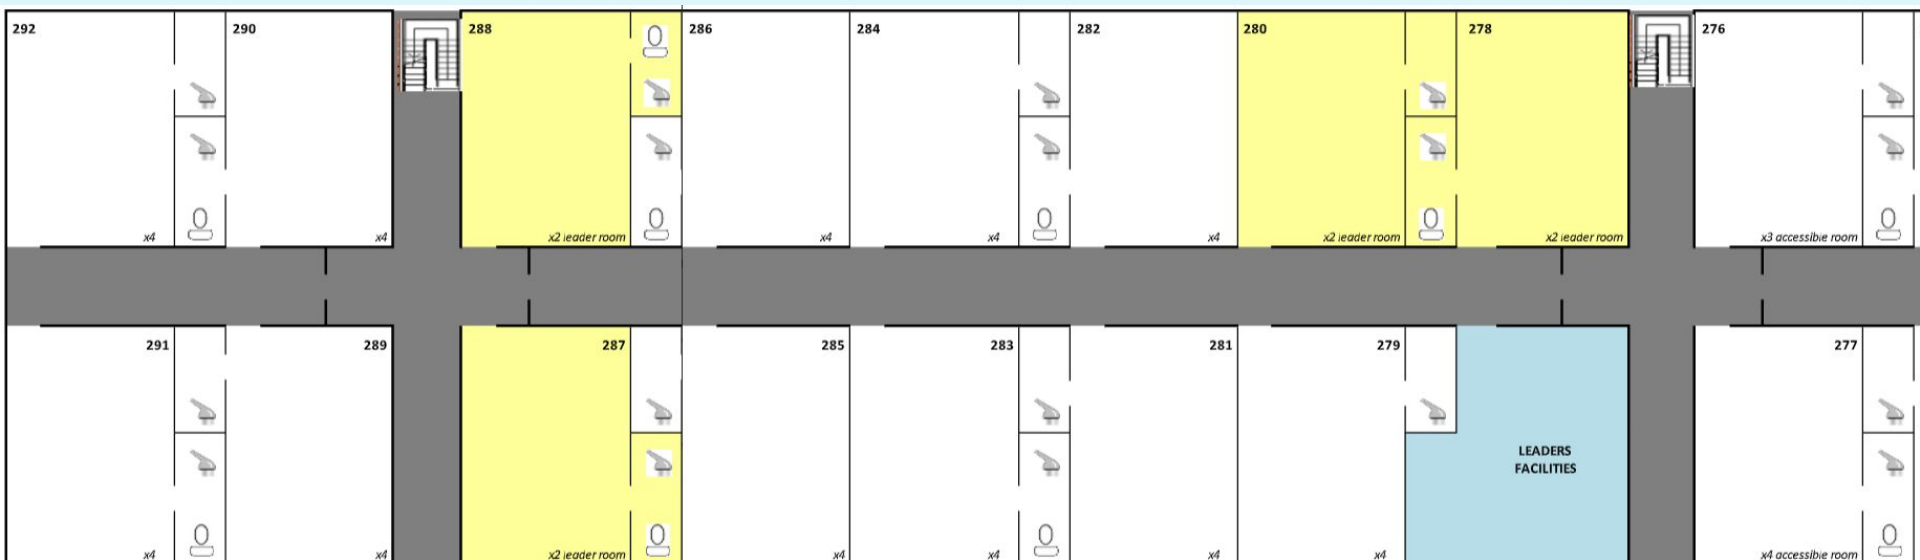 292
290
288
286
284
282
280
278
276
x4
x4
x2 leader room
x4
x4
x4
x2 leader room
x2 leader room
x3 accessible room
291
289
287
285
283
281
279
277
LEADERS
FACILITIES
x4
x4
x2 leader room
x4
x4
x4
x4
x4 accessible room